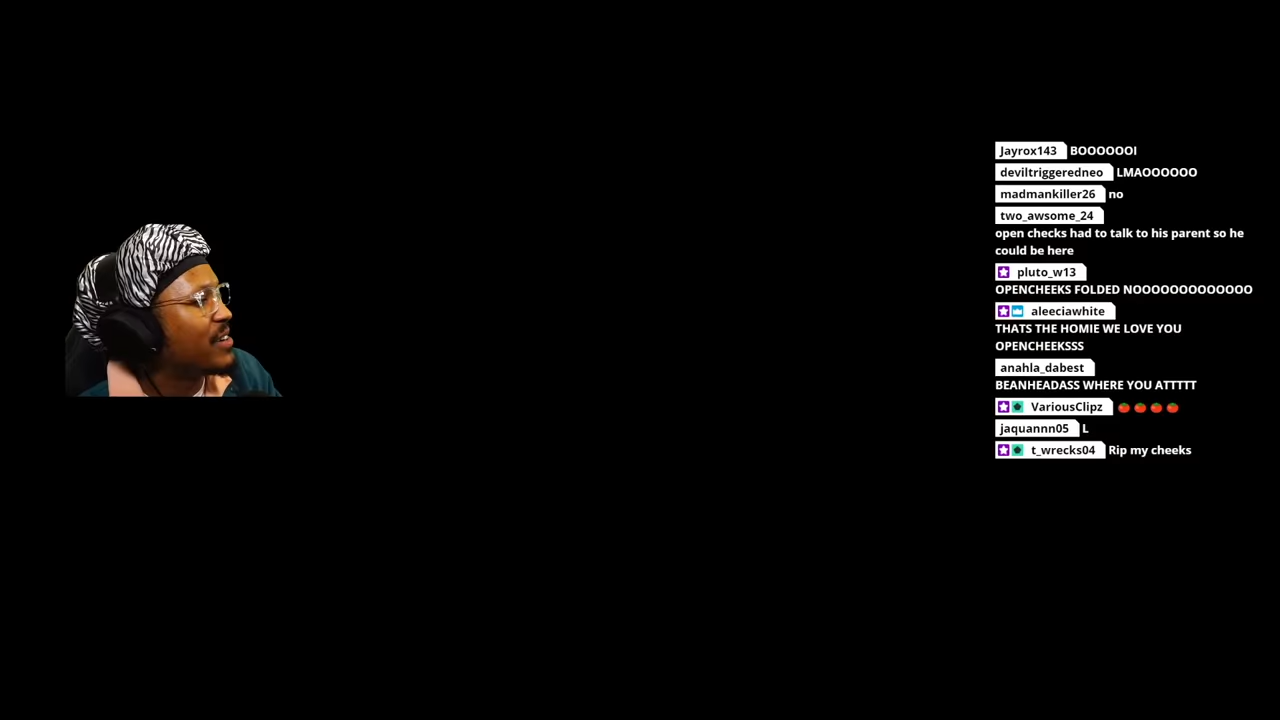 Jayrox143 BOOOOOOI
deviltriggeredneo LMAOOOOOO
madmankiller26 no
two_awsome_24
open checks had to talk to his parent so he
could be here
pluto_w13
OPENCHEEKS FOLDED NOOOOOOOOOOOOO
aleeciawhite
THATS THE HOMIE WE LOVE YOU
OPENCHEEKSSS
anahla_dabest
BEANHEADASS WHERE YOU ATTTTT
VariousClipz 🍅 🍅 🍅 🍅
jaquannn05 L
t_wrecks04 Rip my cheeks